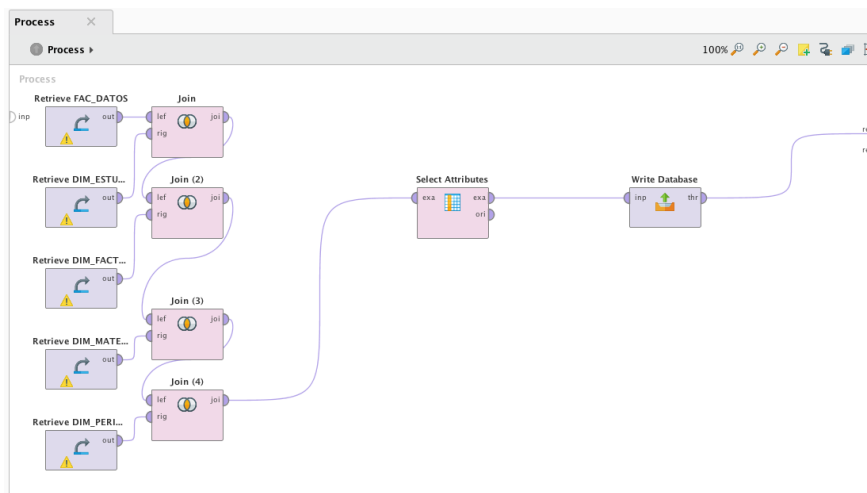 Process
Process
100%
Process
inp
Retrieve FAC_DATOS
out
Join
lef
joi
rig
Retrieve DIM_ESTU...
out
Join (2)
lef
joi
rig
Select Attributes
exa
exa
ori
Write Database
inp
thr
Retrieve DIM_FACT...
out
Join (3)
lef
joi
rig
Retrieve DIM_MATE...
out
Join (4)
lef
joi
rig
Retrieve DIM_PERI...
out
re
re